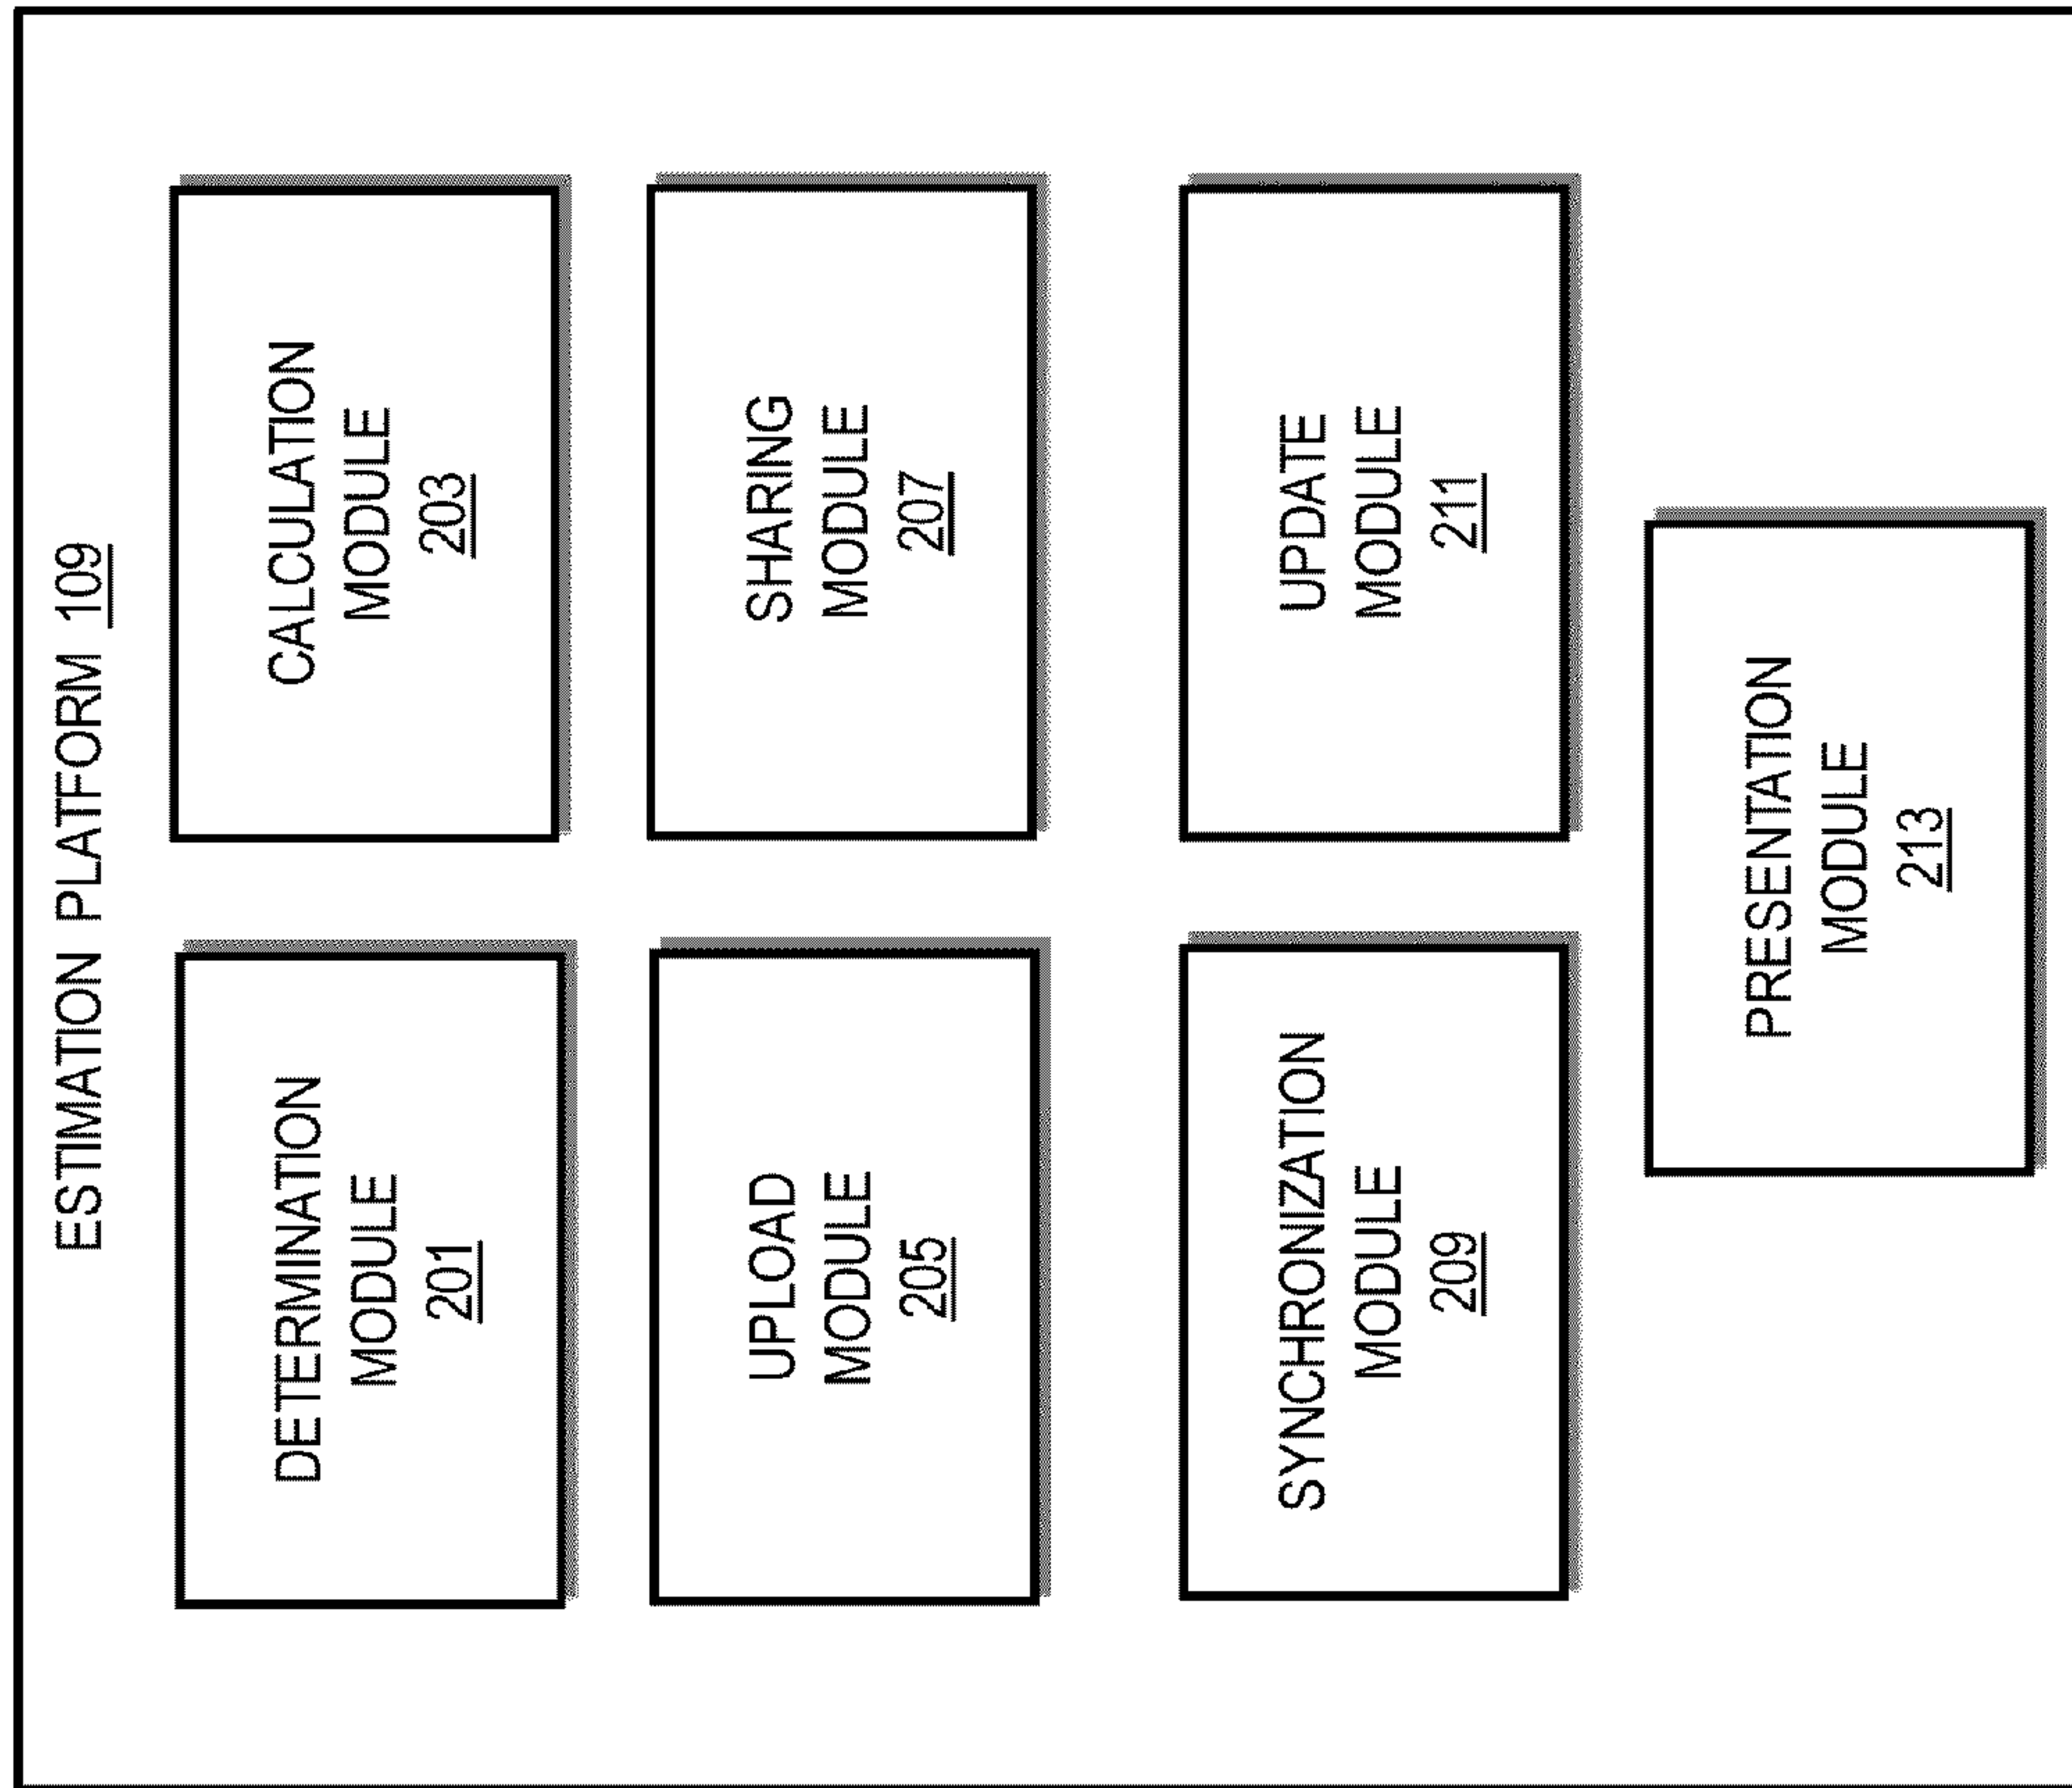 ESTIMATION PLATFORM 109
DETERMINATION
MODULE
201
CALCULATION
MODULE
203
UPLOAD
MODULE
205
SHARING
MODULE
207
SYNCHRONIZATION
MODULE
209
UPDATE
MODULE
211
PRESENTATION
MODULE
213